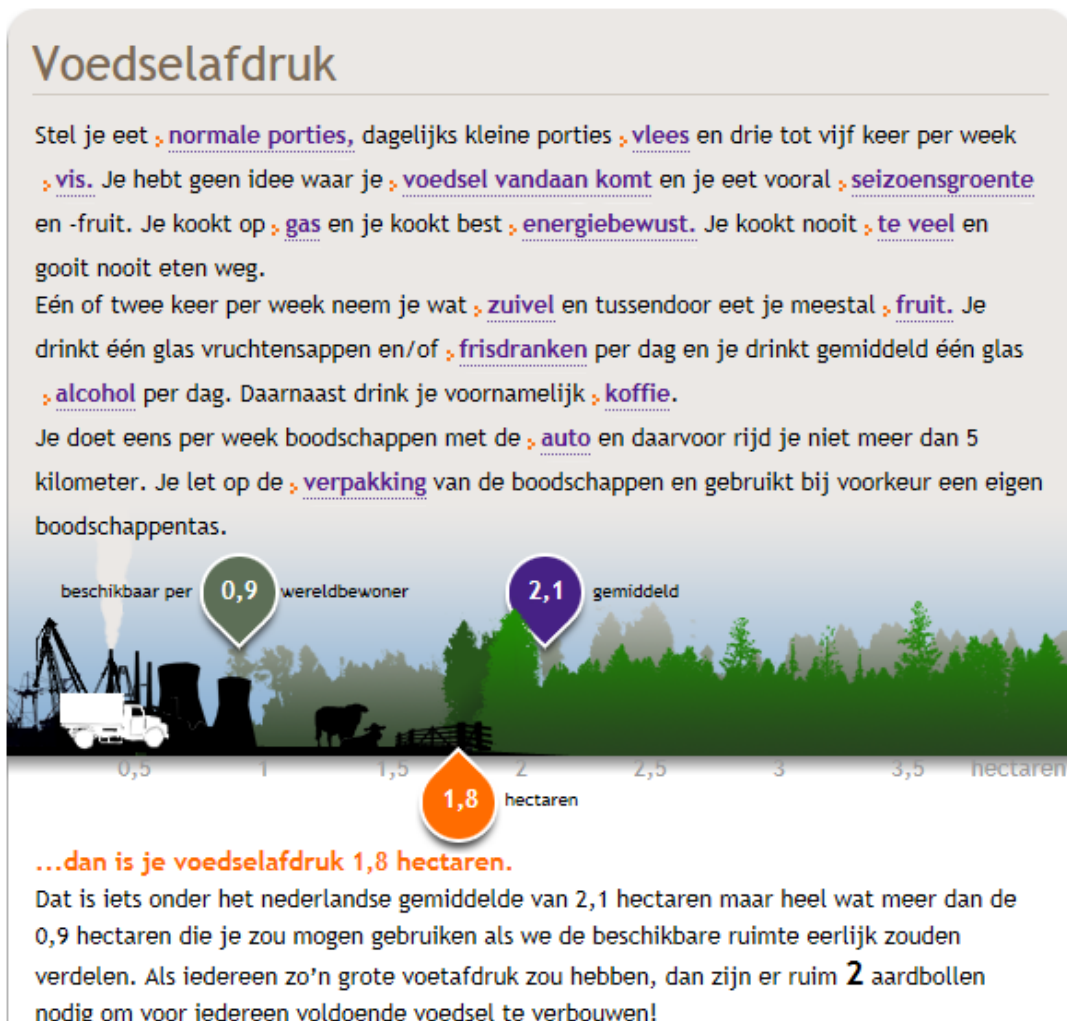 Voedselafdruk
Stel je eet normale porties, dagelijks kleine porties vlees en drie tot vijf keer per week
vis. Je hebt geen idee waar je voedsel vandaan komt en je eet vooral seizoensgroente
en -fruit. Je kookt op gas en je kookt best energiebewust. Je kookt nooit te veel en
gooit nooit eten weg.
Eén of twee keer per week neem je wat zuivel en tussendoor eet je meestal fruit. Je
drinkt één glas vruchtensappen en/of frisdranken per dag en je drinkt gemiddeld één glas
alcohol per dag. Daarnaast drink je voornamelijk koffie.
Je doet eens per week boodschappen met de auto en daarvoor rijd je niet meer dan 5
kilometer. Je let op de verpakking van de boodschappen en gebruikt bij voorkeur een eigen
boodschappentas.
beschikbaar per 0,9 wereldbewoner 2,1 gemiddeld
0,5 1 1,5 2 2,5 3 3,5 hectaren
1,8 hectaren
...dan is je voedselafdruk 1,8 hectaren.
Dat is iets onder het nederlandse gemiddelde van 2,1 hectaren maar heel wat meer dan de
0,9 hectaren die je zou mogen gebruiken als we de beschikbare ruimte eerlijk zouden
verdelen. Als iedereen zo'n grote voetafdruk zou hebben, dan zijn er ruim 2 aardbollen
nodig om voor iedereen voldoende voedsel te verbouwen!